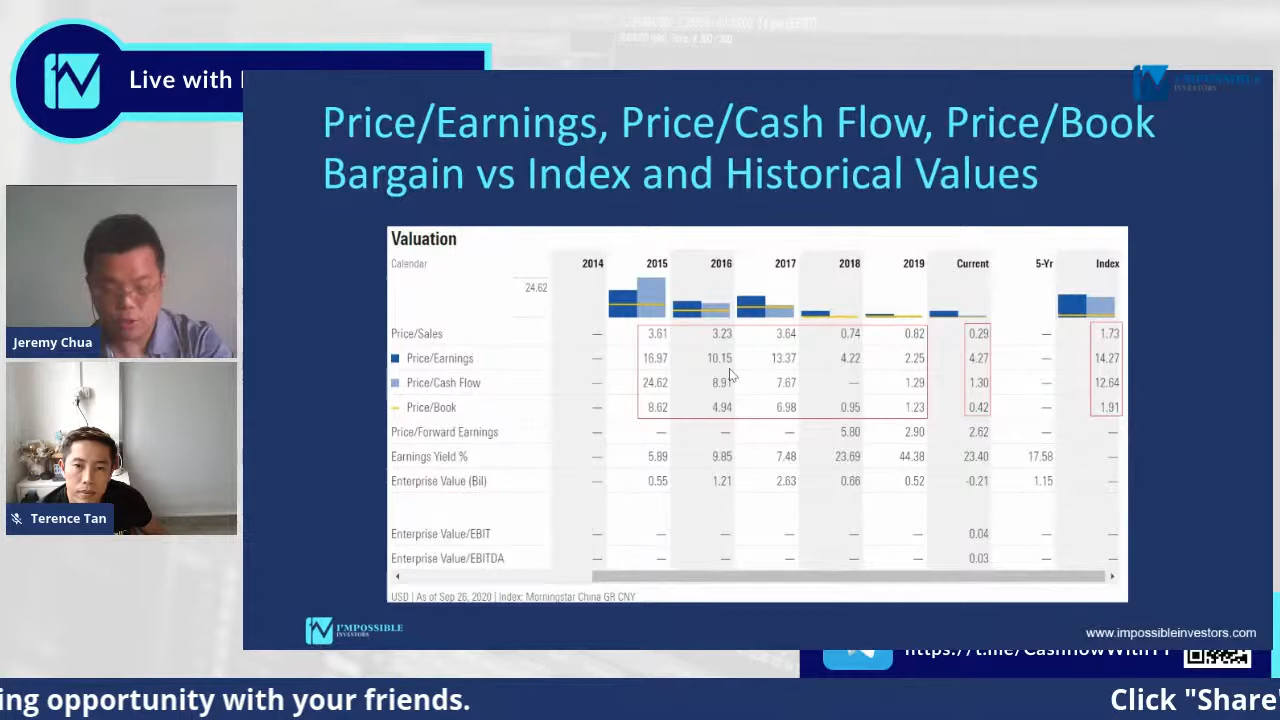 Live with
I'MPOSSIBLE
INVESTORS
Price/Earnings, Price/Cash Flow, Price/Book
Bargain vs Index and Historical Values
Jeremy Chua
Terence Tan
Valuation
Calendar 2014 2015 2016 2017 2018 2019 Current 5-Yr Index
24.62
Price/Sales — 3.61 3.23 3.64 0.74 0.62 0.29 — 1.73
Price/Earnings — 16.97 10.15 13.37 4.22 2.25 4.27 — 14.27
Price/Cash Flow — 24.62 8.91 7.67 — 1.29 1.30 — 12.64
Price/Book — 8.62 4.94 6.98 0.95 1.23 0.42 — 1.91
Price/Forward Earnings — — — — 5.80 2.90 2.62 — —
Earnings Yield % — 5.89 9.85 7.48 23.69 44.38 23.40 17.58 —
Enterprise Value (Bil) — 0.55 1.21 2.63 0.66 0.52 -0.21 1.15 —
Enterprise Value/EBIT — — — — — — 0.04 — —
Enterprise Value/EBITDA — — — — — — 0.03 — —
USD | As of Sep 26, 2020 | Index: Morningstar China GR CNY
I'MPOSSIBLE
INVESTORS
www.impossibleinvestors.com
ing opportunity with your friends.
Click "Share"